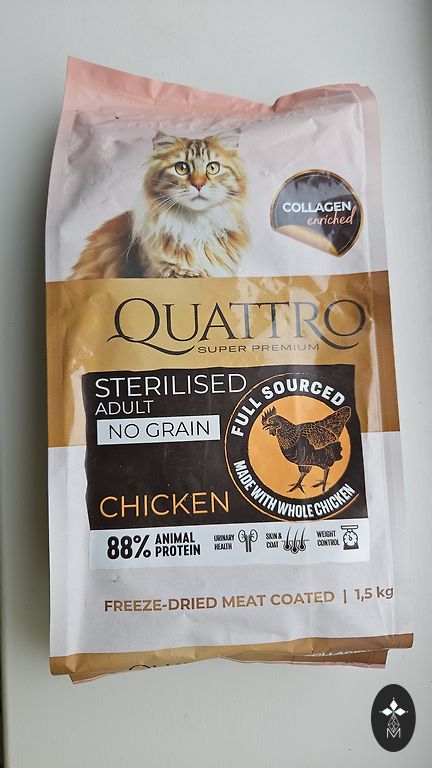 COLLAGEN
enriched
QUATTRO
SUPER PREMIUM
STERILISED
ADULT
NO GRAIN
FULL SOURCED
MADE WITH WHOLE CHICKEN
CHICKEN
88% ANIMAL PROTEIN
URINARY HEALTH
SKIN & COAT
WEIGHT CONTROL
FREEZE-DRIED MEAT COATED | 1,5 kg
QUATTRO
M